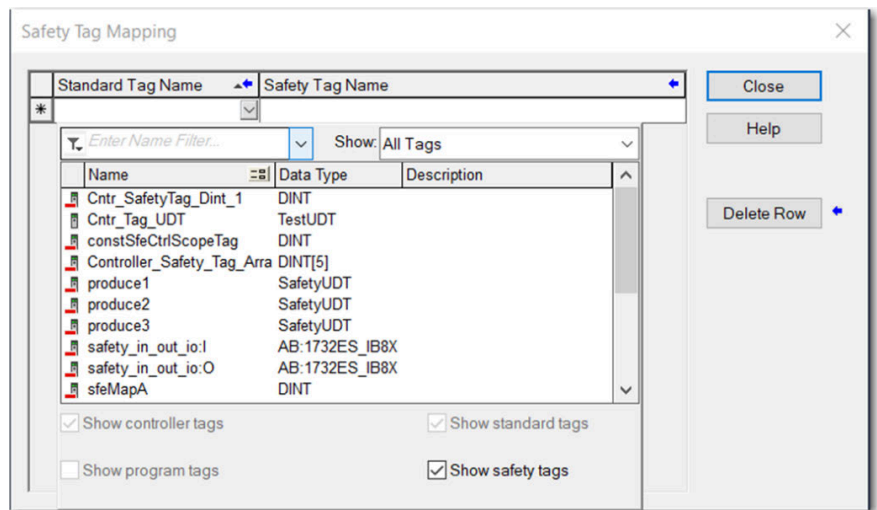 Safety Tag Mapping
Standard Tag Name Safety Tag Name
Close
Help
Delete Row
Enter Name Filter... Show: All Tags
Name Data Type Description
Cntr_SafetyTag_Dint_1 DINT
Cntr_Tag_UDT TestUDT
constSfeCtrlScopeTag DINT
Controller_Safety_Tag_Arra DINT[5]
produce1 SafetyUDT
produce2 SafetyUDT
produce3 SafetyUDT
safety_in_out_io:I AB:1732ES_IB8X
safety_in_out_io:O AB:1732ES_IB8X
sfeMapA DINT
Show controller tags Show standard tags
Show program tags Show safety tags